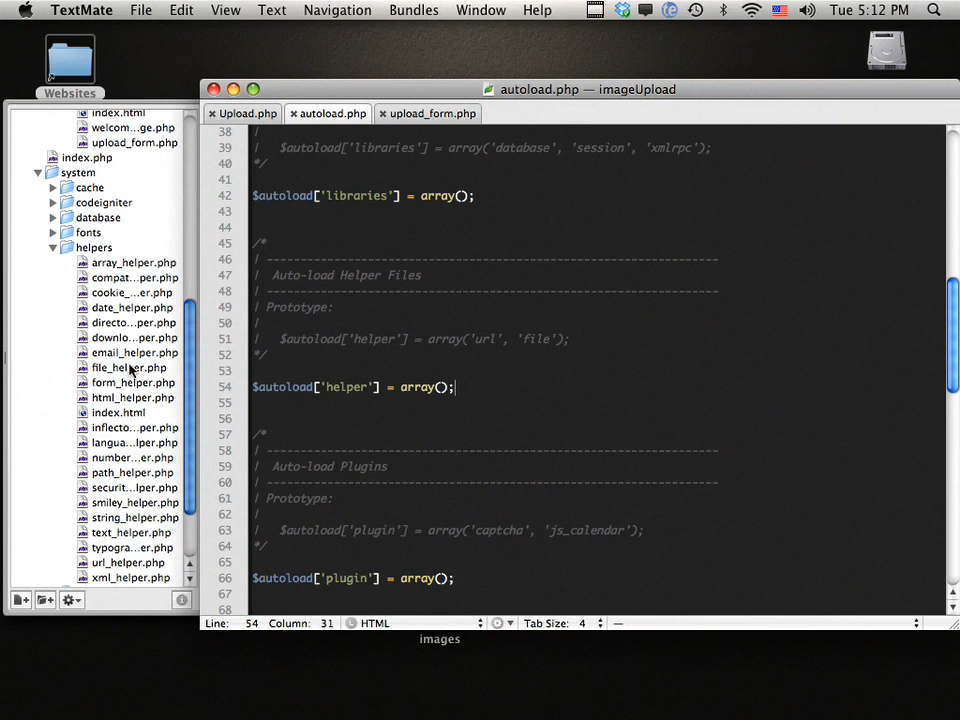 TextMate File Edit View Text Navigation Bundles Window Help Tue 5:12 PM
Websites
autoload.php — imageUpload
Upload.php autoload.php upload_form.php
index.html
welcom...ge.php
upload_form.php
index.php
system
cache
codeigniter
database
fonts
helpers
array_helper.php
compat...per.php
cookie_...er.php
date_helper.php
directo...per.php
downlo...per.php
email_helper.php
file_helper.php
form_helper.php
html_helper.php
index.html
inflecto...per.php
langua...lper.php
number...er.php
path_helper.php
securit...lper.php
smiley_helper.php
string_helper.php
text_helper.php
typogra...er.php
url_helper.php
xml_helper.php
38 |
39 | $autoload['libraries'] = array('database', 'session', 'xmlrpc');
40 */
41
42 $autoload['libraries'] = array();
43
44
45 /*
46 | -------------------------------------------------------------------
47 | Auto-load Helper Files
48 | -------------------------------------------------------------------
49 | Prototype:
50 |
51 | $autoload['helper'] = array('url', 'file');
52 */
53
54 $autoload['helper'] = array();
55
56
57 /*
58 | -------------------------------------------------------------------
59 | Auto-load Plugins
60 | -------------------------------------------------------------------
61 | Prototype:
62 |
63 | $autoload['plugin'] = array('captcha', 'js_calendar');
64 */
65
66 $autoload['plugin'] = array();
67
68
Line: 54 Column: 31 L HTML Tab Size: 4 —
images